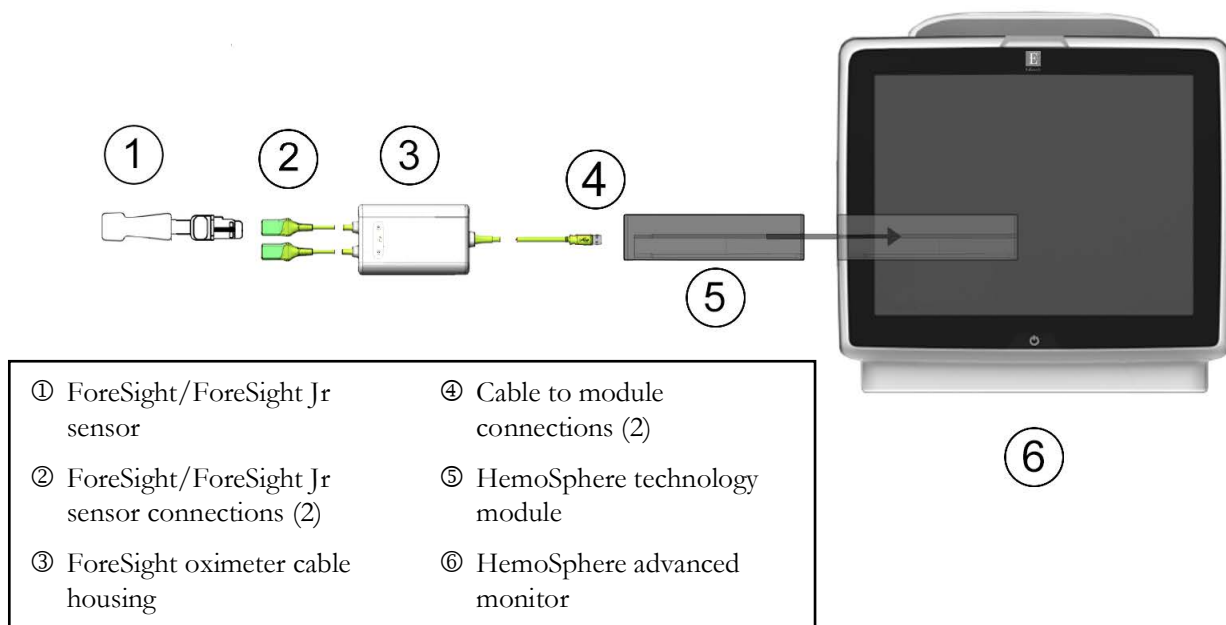 1
2
3
4
5
6
E
① ForeSight/ForeSight Jr
sensor
② ForeSight/ForeSight Jr
sensor connections (2)
③ ForeSight oximeter cable
housing
④ Cable to module
connections (2)
⑤ HemoSphere technology
module
⑥ HemoSphere advanced
monitor